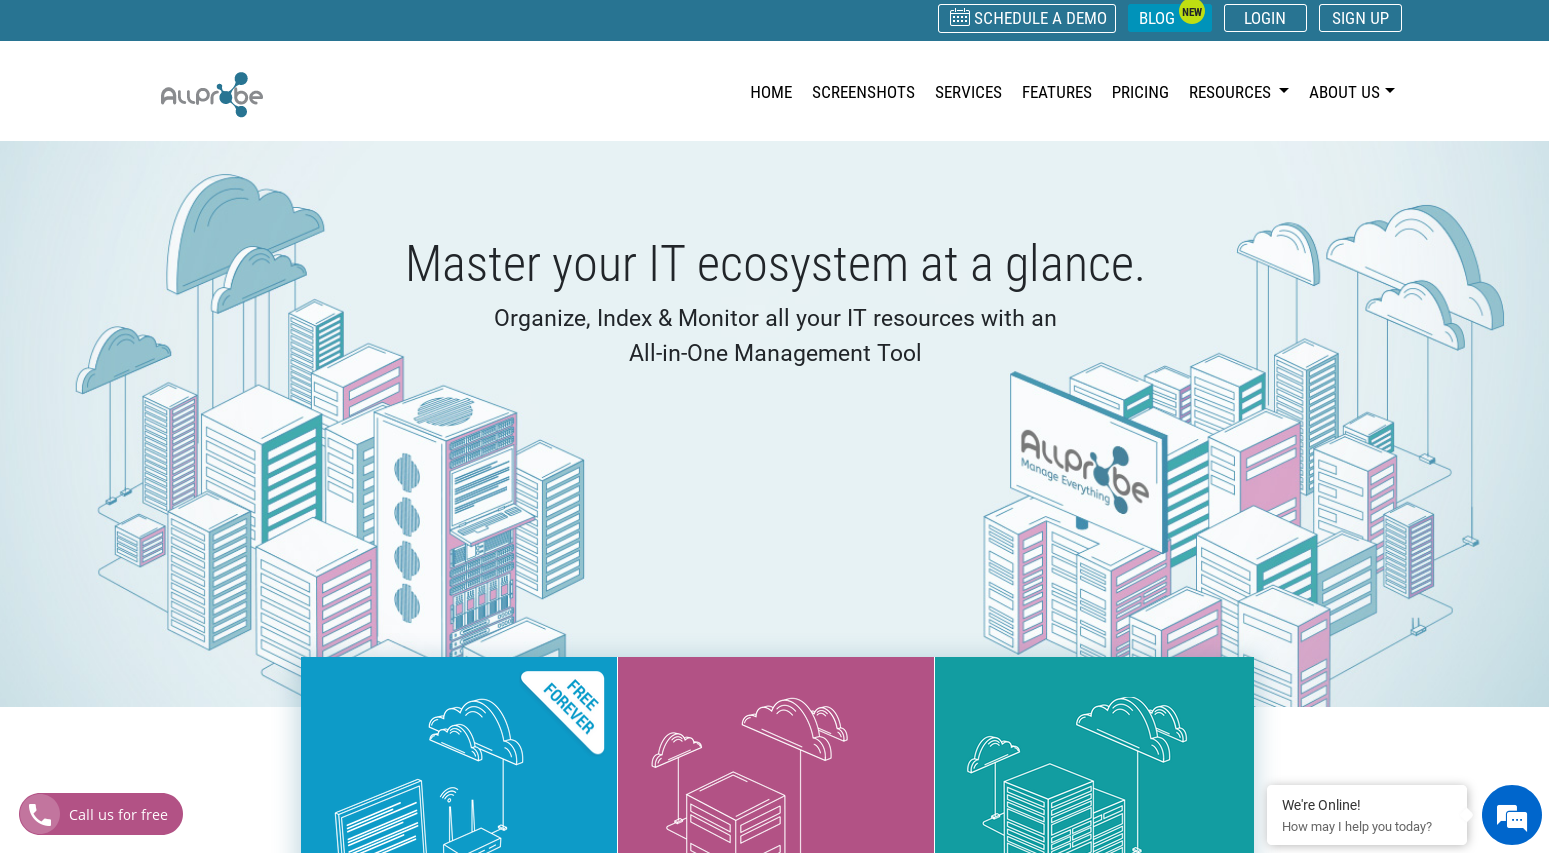 SCHEDULE A DEMO BLOG NEW LOGIN SIGN UP
Allprobe HOME SCREENSHOTS SERVICES FEATURES PRICING RESOURCES ABOUT US
Master your IT ecosystem at a glance.
Organize, Index & Monitor all your IT resources with an
All-in-One Management Tool
Allprobe
Manage Everything
FREE
FOREVER
Call us for free
We're Online!
How may I help you today?